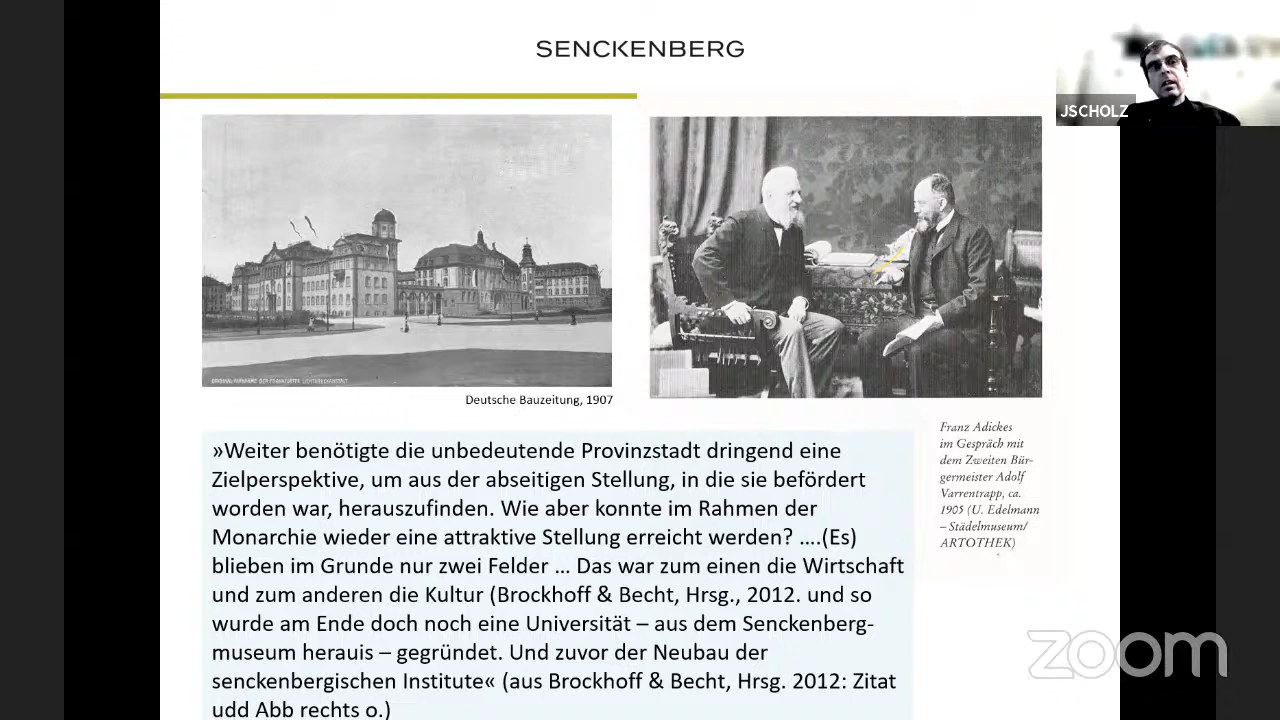 SENCKENBERG
JSCHOLZ
ORIGINAL-AUFNAHME DER FRANKFURTER LICHTDRUCKANSTALT
Deutsche Bauzeitung, 1907
Franz Adickes
im Gespräch mit
dem Zweiten Bür-
germeister Adolf
Varrentrapp, ca.
1905 (U. Edelmann
– Städelmuseum/
ARTOTHEK)
»Weiter benötigte die unbedeutende Provinzstadt dringend eine
Zielperspektive, um aus der abseitigen Stellung, in die sie befördert
worden war, herauszufinden. Wie aber konnte im Rahmen der
Monarchie wieder eine attraktive Stellung erreicht werden? ….(Es)
blieben im Grunde nur zwei Felder … Das war zum einen die Wirtschaft
und zum anderen die Kultur (Brockhoff & Becht, Hrsg., 2012. und so
wurde am Ende doch noch eine Universität – aus dem Senckenberg-
museum herauis – gegründet. Und zuvor der Neubau der
senckenbergischen Institute« (aus Brockhoff & Becht, Hrsg. 2012: Zitat
udd Abb rechts o.)
zoom